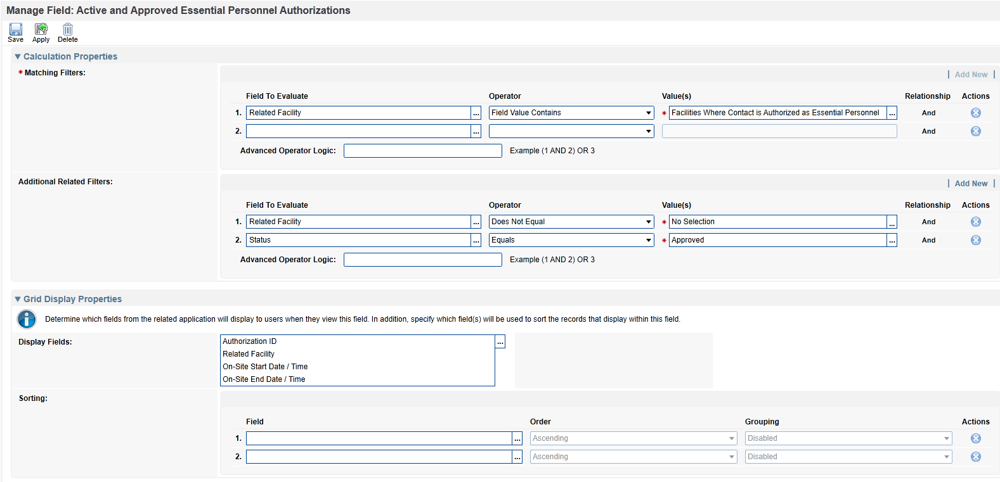 Manage Field: Active and Approved Essential Personnel Authorizations
Save Apply Delete
Calculation Properties
* Matching Filters:
Add New
Field To Evaluate Operator Value(s) Relationship Actions
1. Related Facility ... Field Value Contains * Facilities Where Contact is Authorized as Essential Personnel ... And
2. ... And
Advanced Operator Logic: Example (1 AND 2) OR 3
Additional Related Filters:
Add New
Field To Evaluate Operator Value(s) Relationship Actions
1. Related Facility ... Does Not Equal * No Selection ... And
2. Status ... Equals * Approved ... And
Advanced Operator Logic: Example (1 AND 2) OR 3
Grid Display Properties
Determine which fields from the related application will display to users when they view this field. In addition, specify which field(s) will be used to sort the records that display within this field.
Display Fields:
Authorization ID ...
Related Facility
On-Site Start Date / Time
On-Site End Date / Time
Sorting:
Field Order Grouping Actions
1. ... Ascending Disabled
2. ... Ascending Disabled